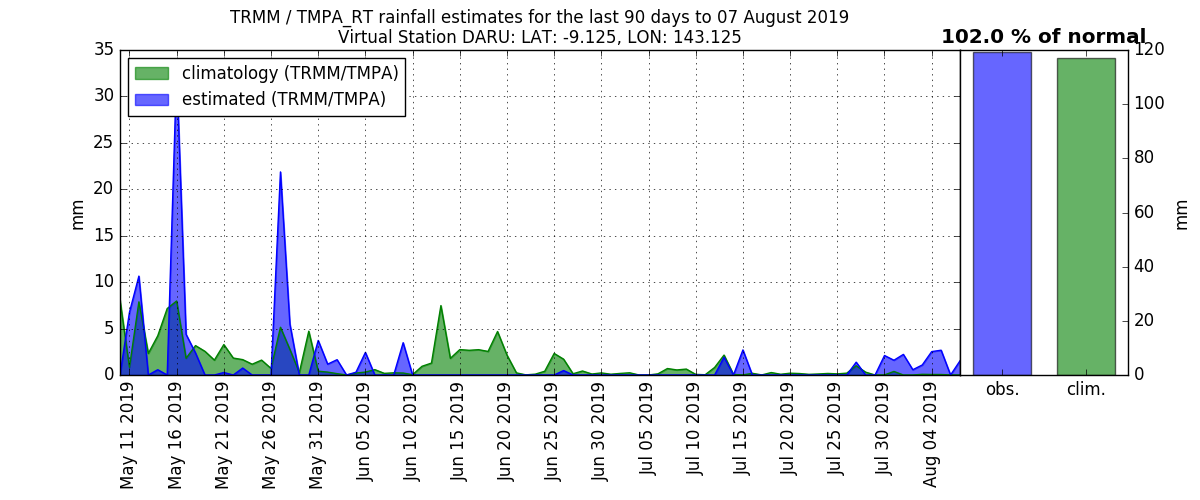 TRMM / TMPA_RT rainfall estimates for the last 90 days to 07 August 2019
Virtual Station DARU: LAT: -9.125, LON: 143.125
102.0 % of normal
climatology (TRMM/TMPA)
estimated (TRMM/TMPA)
35
30
25
20
15
10
5
0
mm
120
100
80
60
40
20
0
mm
May 11 2019
May 16 2019
May 21 2019
May 26 2019
May 31 2019
Jun 05 2019
Jun 10 2019
Jun 15 2019
Jun 20 2019
Jun 25 2019
Jun 30 2019
Jul 05 2019
Jul 10 2019
Jul 15 2019
Jul 20 2019
Jul 25 2019
Jul 30 2019
Aug 04 2019
obs.
clim.